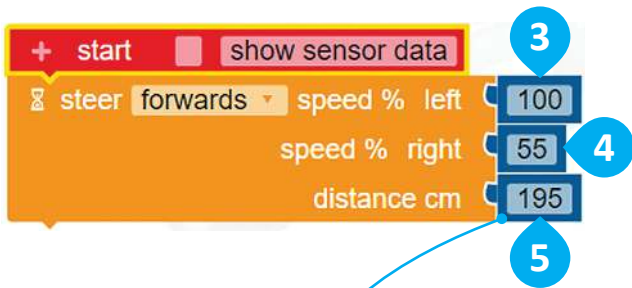 3
+ start show sensor data
steer forwards speed % left 100
speed % right 55 4
distance cm 195
5